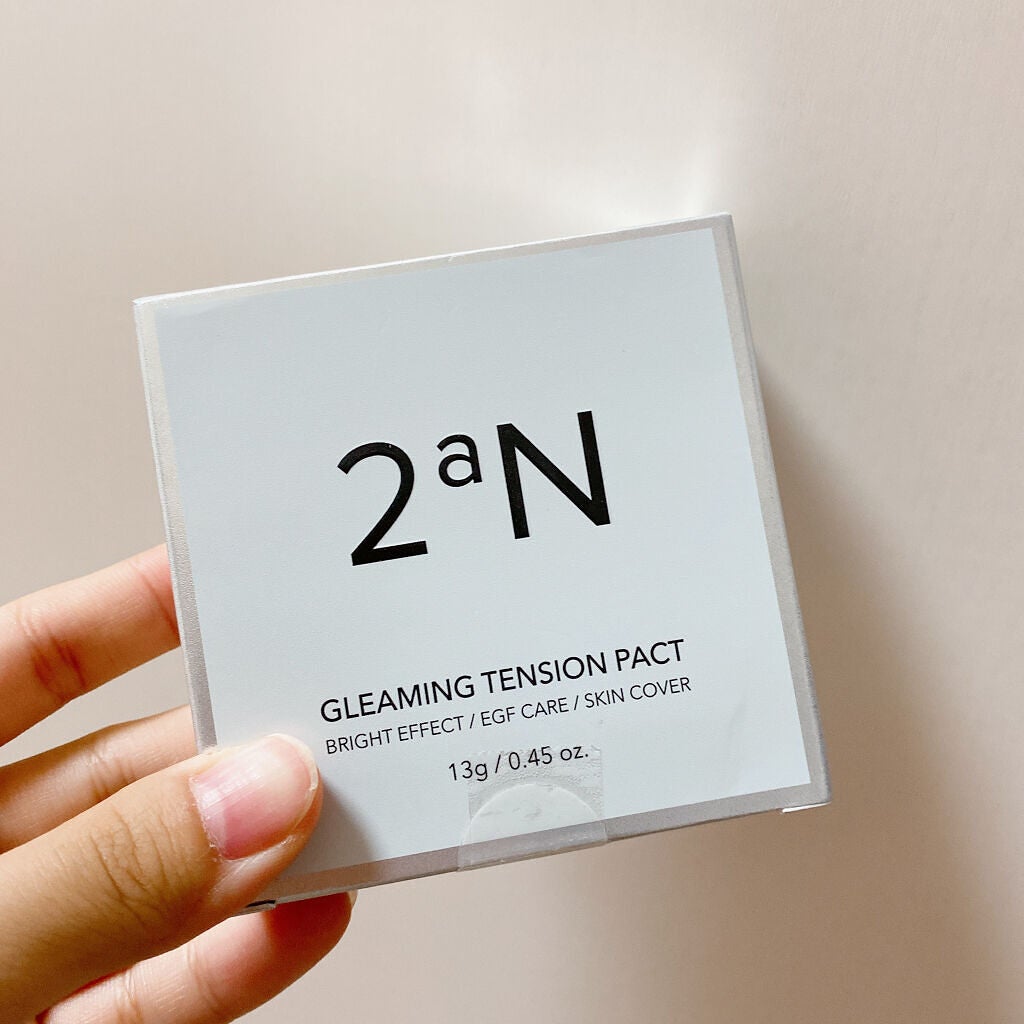 2aN
GLEAMING TENSION PACT
BRIGHT EFFECT / EGF CARE / SKIN COVER
13g / 0.45 oz.